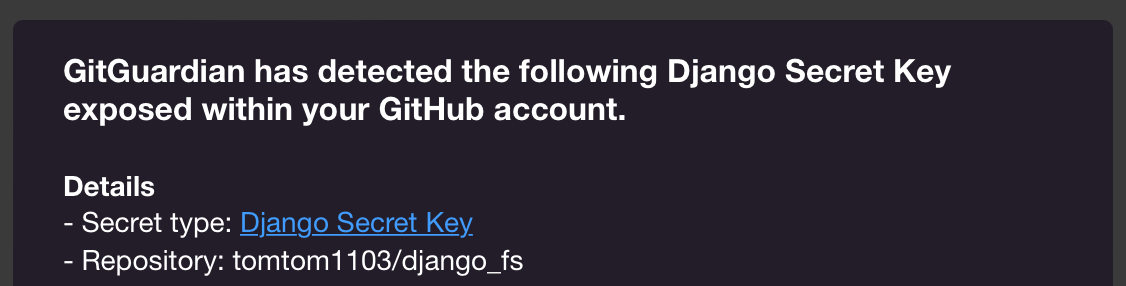 GitGuardian has detected the following Django Secret Key
exposed within your GitHub account.
Details
- Secret type: Django Secret Key
- Repository: tomtom1103/django_fs